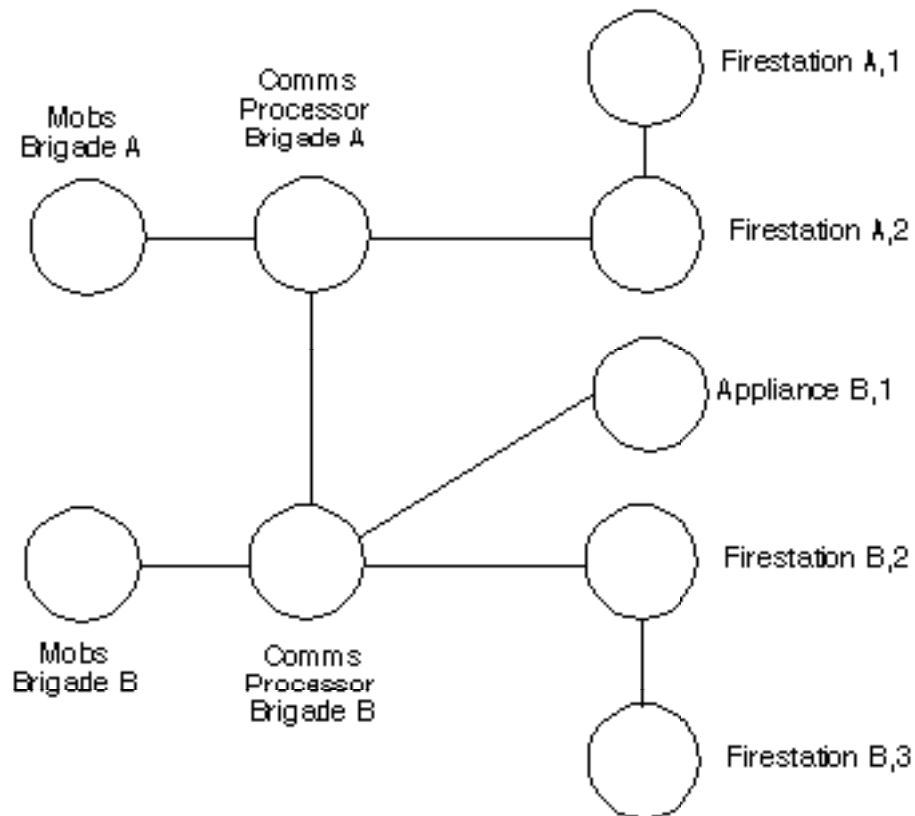 Firestation A,1
Comms
Processor
Brigade A
Mobs
Brigade A
Firestation A,2
Appliance B,1
Firestation B,2
Mobs
Brigade B
Comms
Processor
Brigade B
Firestation B,3